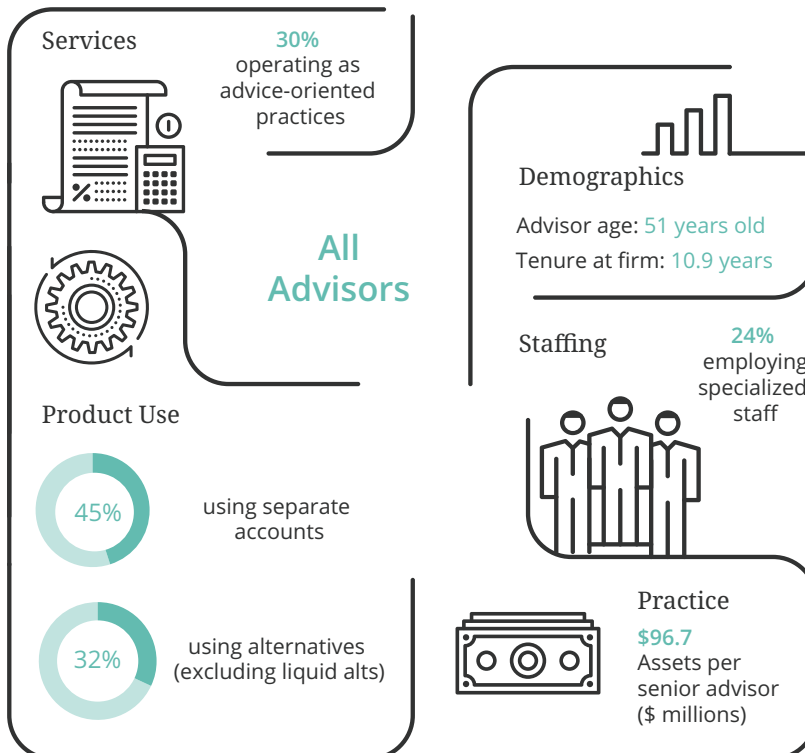 Services
30%
operating as
advice-oriented
practices
All
Advisors
Product Use
45%
using separate
accounts
32%
using alternatives
(excluding liquid alts)
Demographics
Advisor age: 51 years old
Tenure at firm: 10.9 years
Staffing
24%
employing
specialized
staff
Practice
$96.7
Assets per
senior advisor
($ millions)